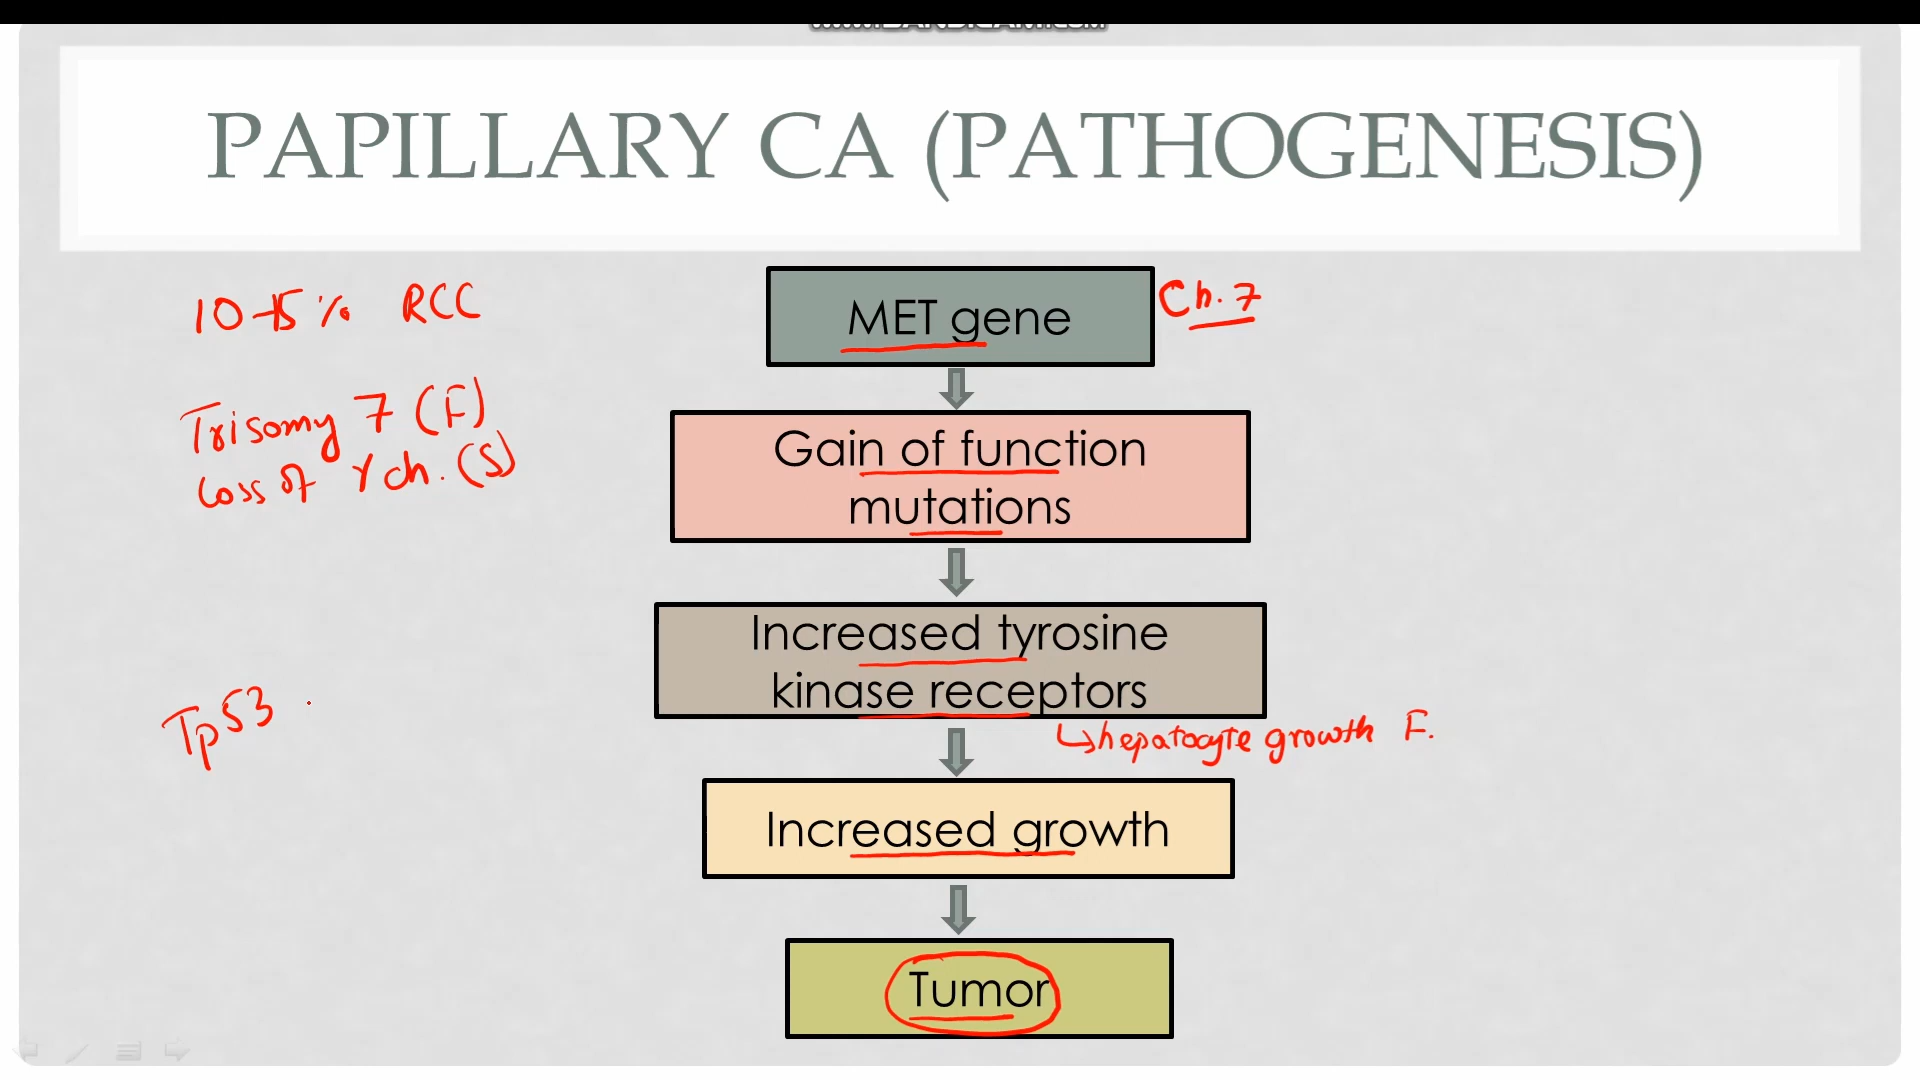 PAPILLARY CA (PATHOGENESIS)
10-15% RCC
MET gene
Ch. 7
Trisomy 7 (F)
Loss of Y ch. (S)
Gain of function
mutations
Increased tyrosine
kinase receptors
Tp53
↳hepatocyte growth F.
Increased growth
Tumor